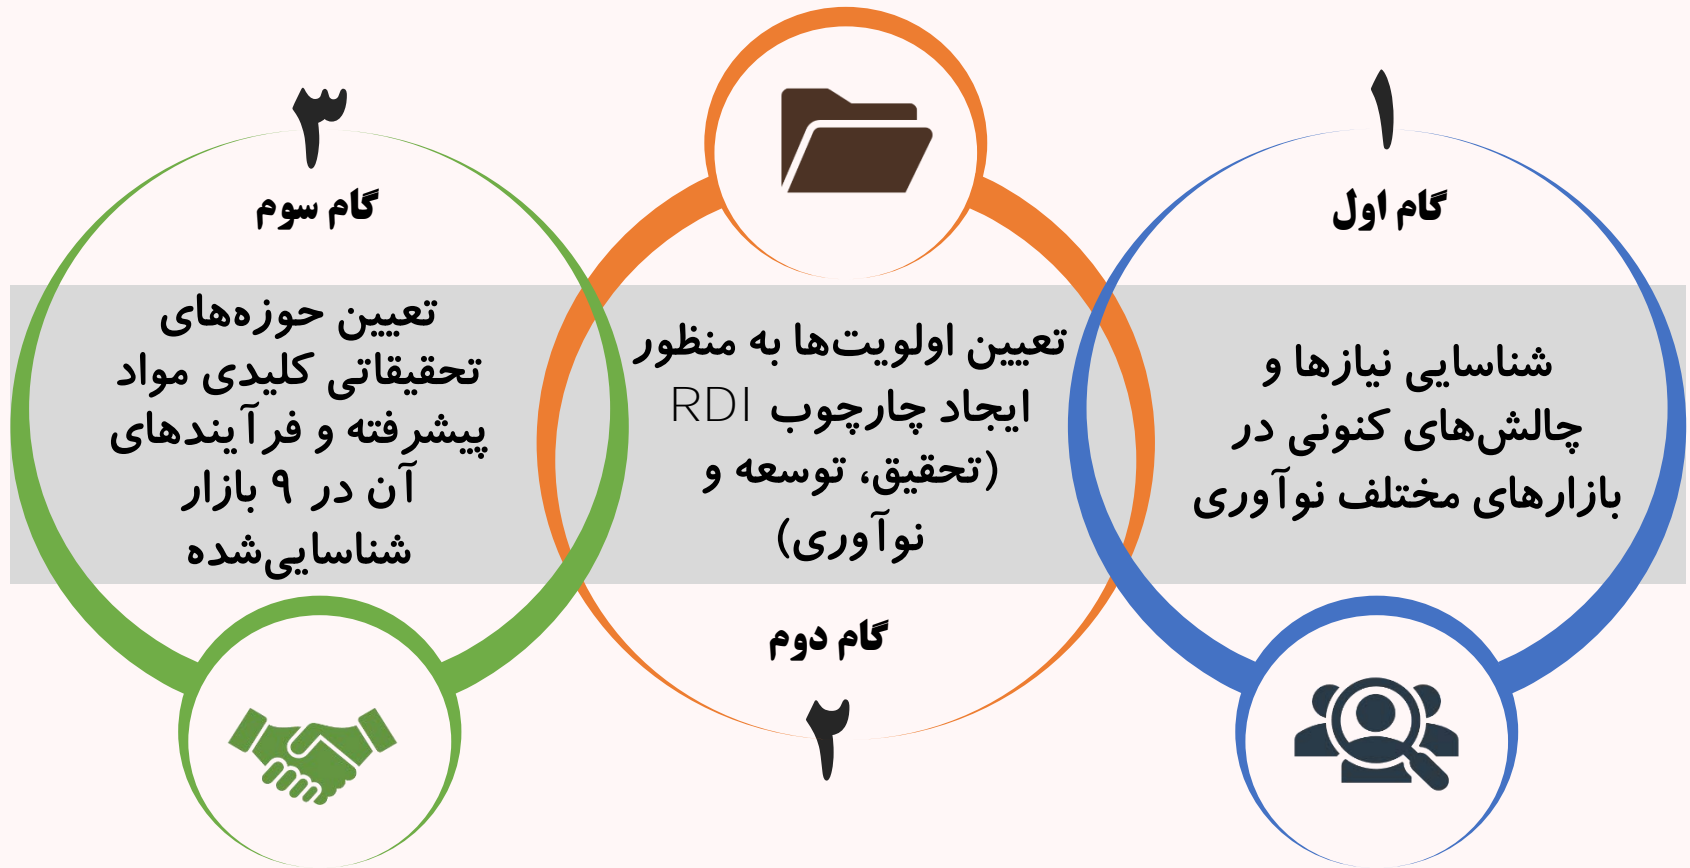 ۱
گام اول
شناسایی نیازها و
چالش‌های کنونی در
بازارهای مختلف نوآوری
تعیین اولویت‌ها به منظور
ایجاد چارچوب RDI
(تحقیق، توسعه و
نوآوری)
گام دوم
۲
۳
گام سوم
تعیین حوزه‌های
تحقیقاتی کلیدی مواد
پیشرفته و فرآیندهای
آن در ۹ بازار
شناسایی‌شده